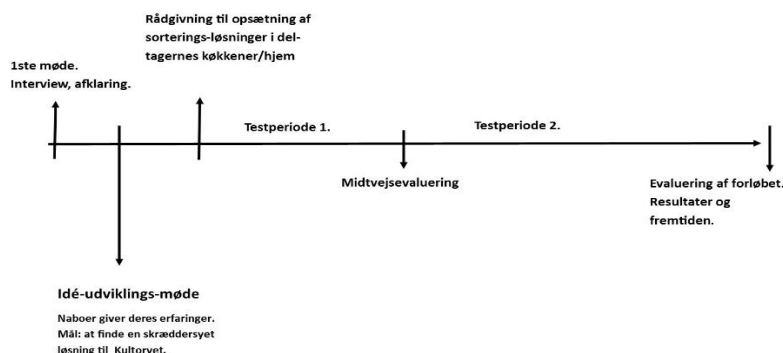 1ste møde.
Interview, afklaring.
Idé-udviklings-møde
Naboer giver deres erfaringer.
Mål: at finde en skræddersyet
løsning til Kultorvet.
Rådgivning til opsætning af
sorterings-løsninger i del-
tagernes køkkener/hjem
Testperiode 1.
Midtvejsevaluering
Testperiode 2.
Evaluering af forløbet.
Resultater og
fremtiden.